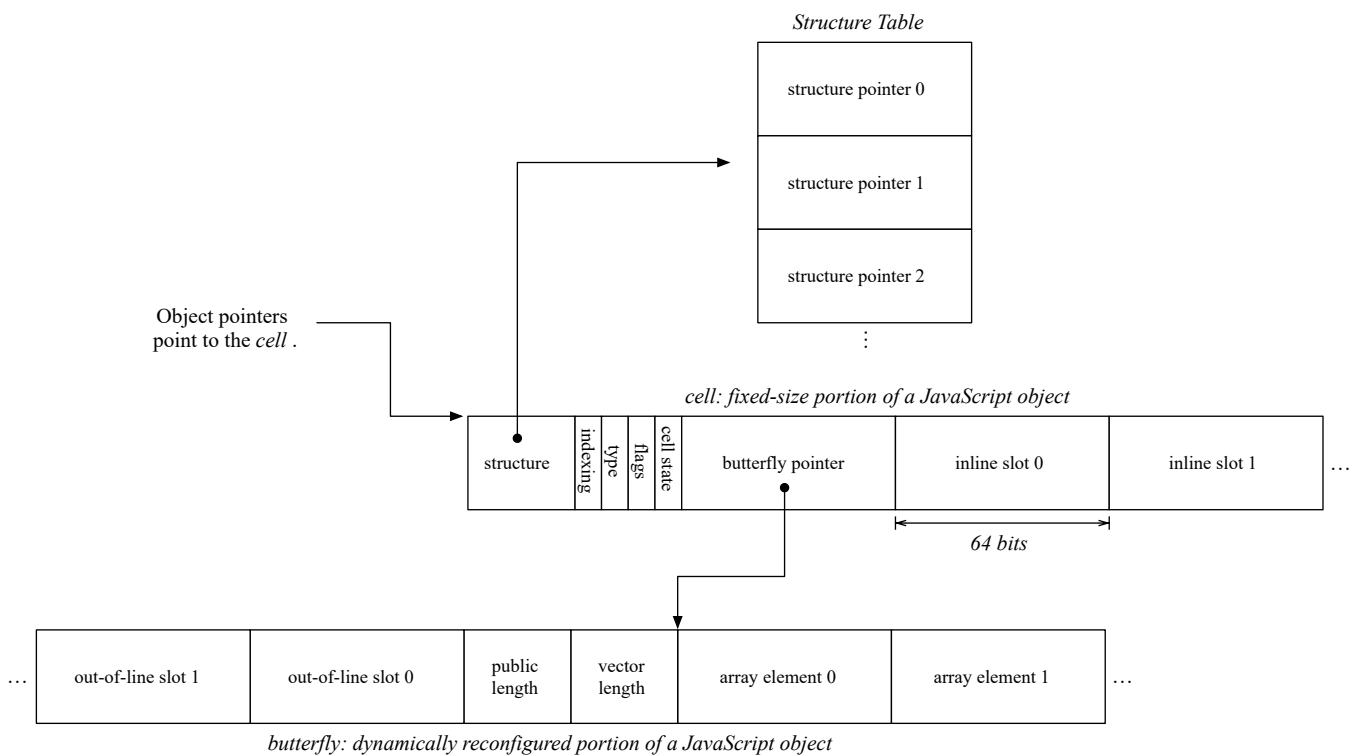 Structure Table
structure pointer 0
structure pointer 1
structure pointer 2
⋮
Object pointers
point to the cell .
cell: fixed-size portion of a JavaScript object
structure
indexing
type
flags
cell state
butterfly pointer
inline slot 0
inline slot 1
...
64 bits
...
out-of-line slot 1
out-of-line slot 0
public
length
vector
length
array element 0
array element 1
...
butterfly: dynamically reconfigured portion of a JavaScript object